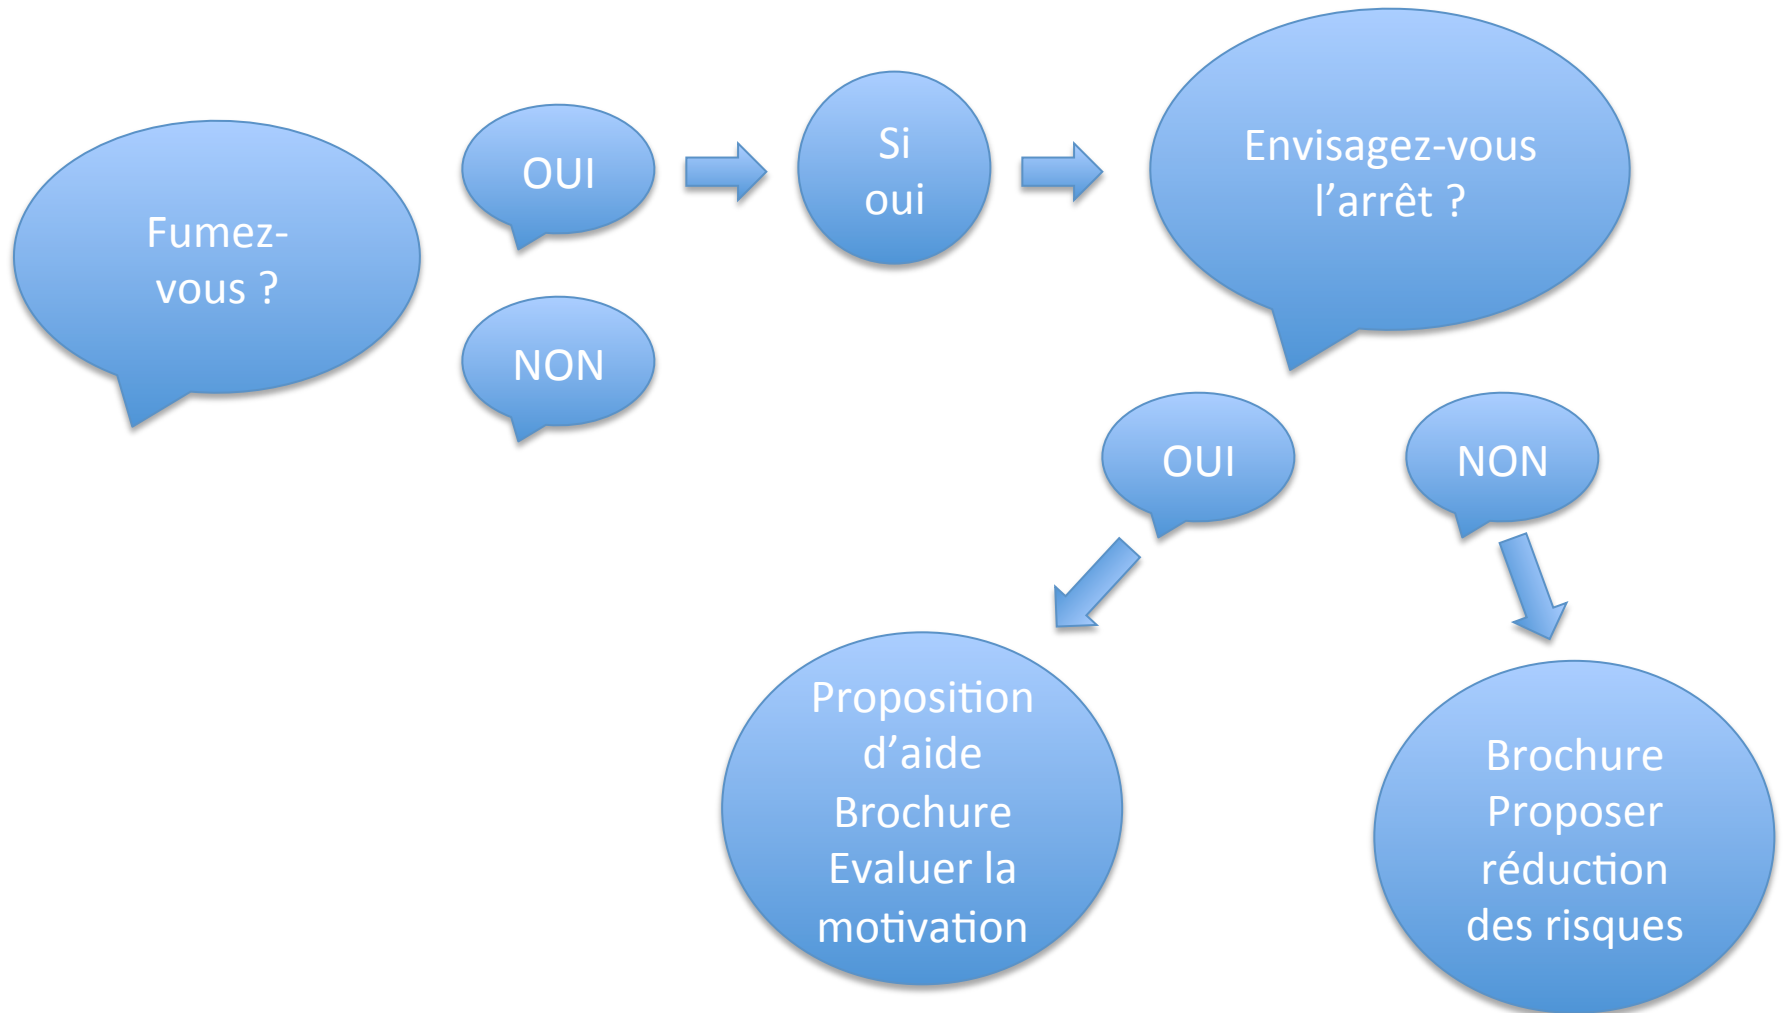 Fumez-
vous ?
OUI
NON
Si
oui
Envisagez-vous
l’arrêt ?
OUI
NON
Proposition
d’aide
Brochure
Evaluer la
motivation
Brochure
Proposer
réduction
des risques